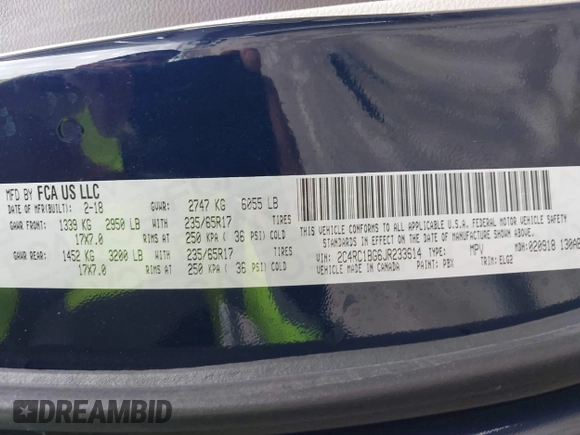 MFD BY FCA US LLC
DATE OF MFR(BUILT): 2-18 GVWR: 2747 KG 6055 LB
GAWR FRONT: 1339 KG 2950 LB WITH 235/65R17 TIRES
17X7.0 RIMS AT 250 KPA ( 36 PSI) COLD
GAWR REAR: 1452 KG 3200 LB WITH 235/65R17 TIRES
17X7.0 RIMS AT 250 KPA ( 36 PSI) COLD
THIS VEHICLE CONFORMS TO ALL APPLICABLE U.S.A. FEDERAL MOTOR VEHICLE SAFETY
STANDARDS IN EFFECT ON THE DATE OF MANUFACTURE SHOWN ABOVE.
VIN: 2C4RC1BG6JR233514 MPV MDH: 020918 130AB
VEHICLE MADE IN CANADA PAINT: PBX TRIM: ELG2
DREAMBID